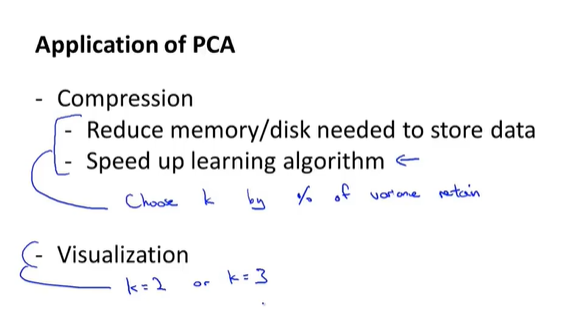 Application of PCA
- Compression
- Reduce memory/disk needed to store data
- Speed up learning algorithm ←
Choose k by % of variance retain
- Visualization
k=2 or k=3